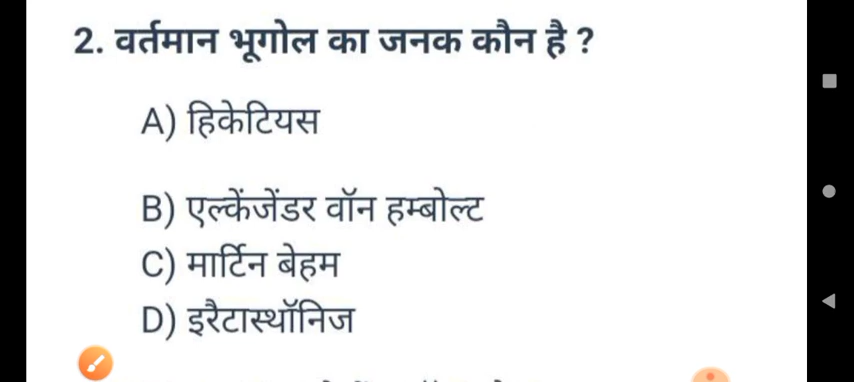 2. वर्तमान भूगोल का जनक कौन है ?
A) हिकेटियस
B) एल्केंजेंडर वॉन हम्बोल्ट
C) मार्टिन बेहम
D) इरैटास्थॉनिज